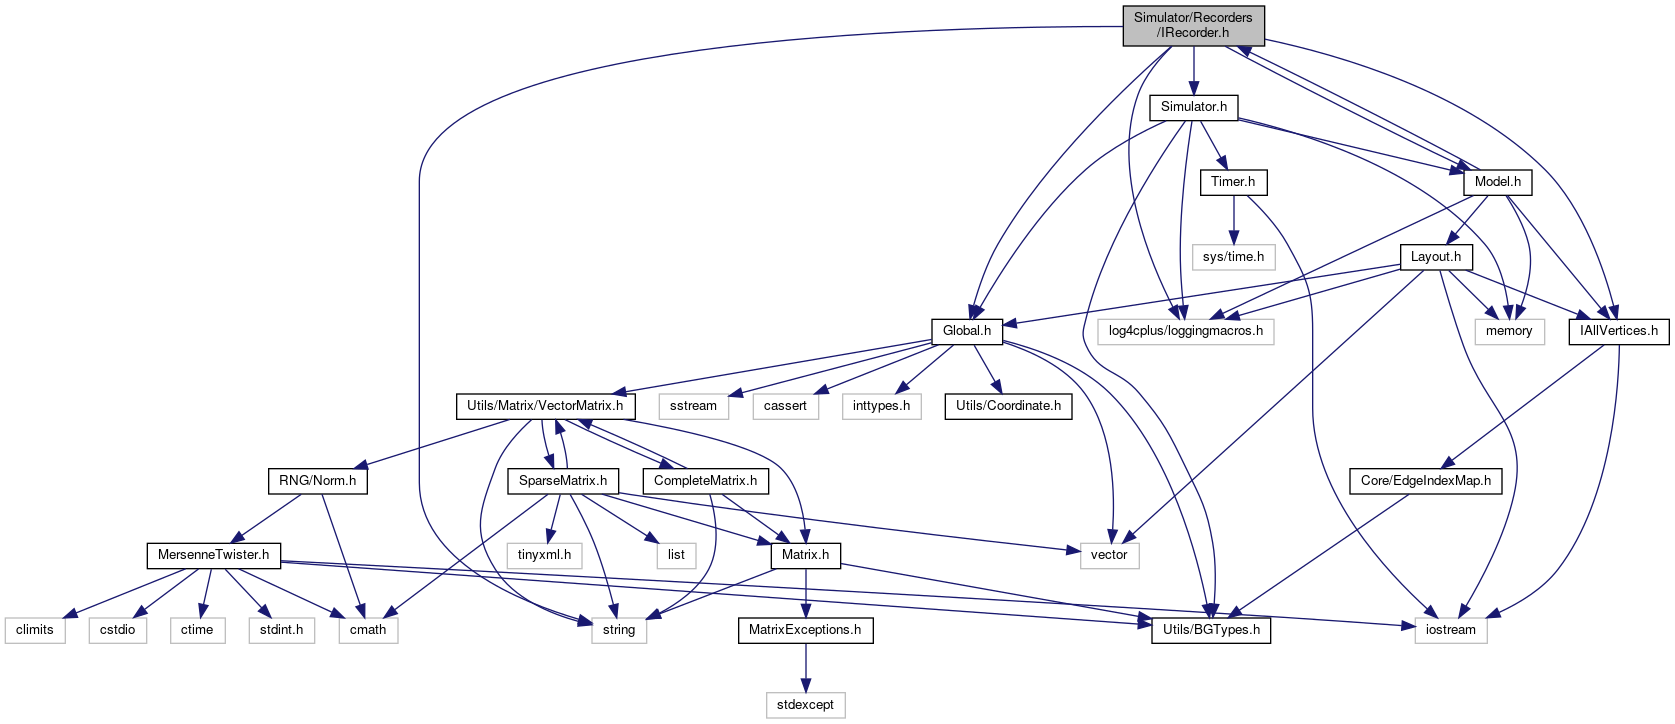 Simulator/Recorders
/IRecorder.h
Simulator.h
Timer.h
Model.h
sys/time.h
Layout.h
Global.h
log4cplus/loggingmacros.h
memory
IAllVertices.h
Utils/Matrix/VectorMatrix.h
sstream
cassert
inttypes.h
Utils/Coordinate.h
RNG/Norm.h
SparseMatrix.h
CompleteMatrix.h
Core/EdgeIndexMap.h
MersenneTwister.h
tinyxml.h
list
Matrix.h
vector
climits
cstdio
ctime
stdint.h
cmath
string
MatrixExceptions.h
Utils/BGTypes.h
iostream
stdexcept